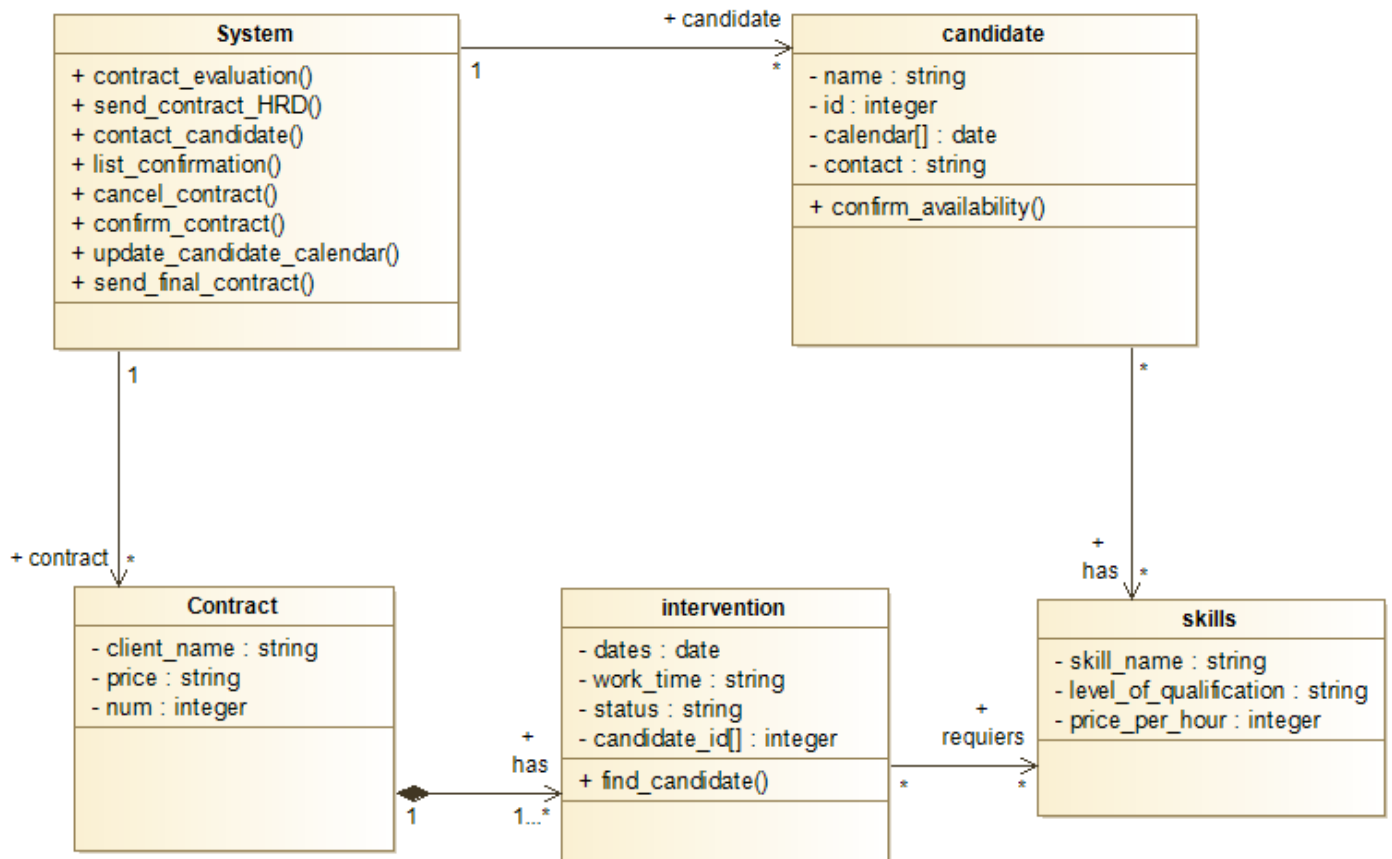 System
+ contract_evaluation()
+ send_contract_HRD()
+ contact_candidate()
+ list_confirmation()
+ cancel_contract()
+ confirm_contract()
+ update_candidate_calendar()
+ send_final_contract()
1
+ candidate
*
candidate
- name : string
- id : integer
- calendar[] : date
- contact : string
+ confirm_availability()
1
+ contract
*
*
+
has
*
Contract
- client_name : string
- price : string
- num : integer
1
+
has
1...*
intervention
- dates : date
- work_time : string
- status : string
- candidate_id[] : integer
+ find_candidate()
*
+
requiers
*
skills
- skill_name : string
- level_of_qualification : string
- price_per_hour : integer